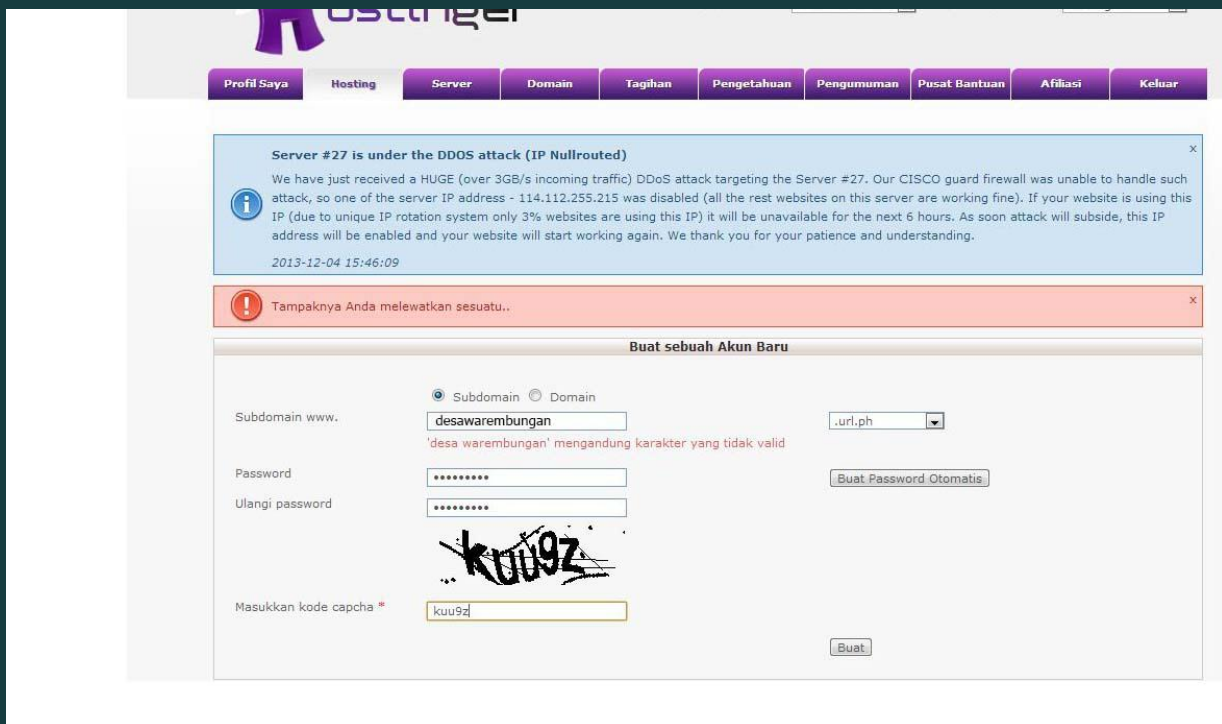 Profil Saya Hosting Server Domain Tagihan Pengetahuan Pengumuman Pusat Bantuan Afiliasi Keluar
Server #27 is under the DDOS attack (IP Nullrouted) x
We have just received a HUGE (over 3GB/s incoming traffic) DDoS attack targeting the Server #27. Our CISCO guard firewall was unable to handle such
attack, so one of the server IP address - 114.112.255.215 was disabled (all the rest websites on this server are working fine). If your website is using this
IP (due to unique IP rotation system only 3% websites are using this IP) it will be unavailable for the next 6 hours. As soon attack will subside, this IP
address will be enabled and your website will start working again. We thank you for your patience and understanding.
2013-12-04 15:46:09
Tampaknya Anda melewatkan sesuatu.. x
Buat sebuah Akun Baru
Subdomain Domain
Subdomain www. desawarembungan .url.ph
'desa warembungan' mengandung karakter yang tidak valid
Password ••••••••• Buat Password Otomatis
Ulangi password •••••••••
kuu9z
Masukkan kode capcha * kuu9z
Buat